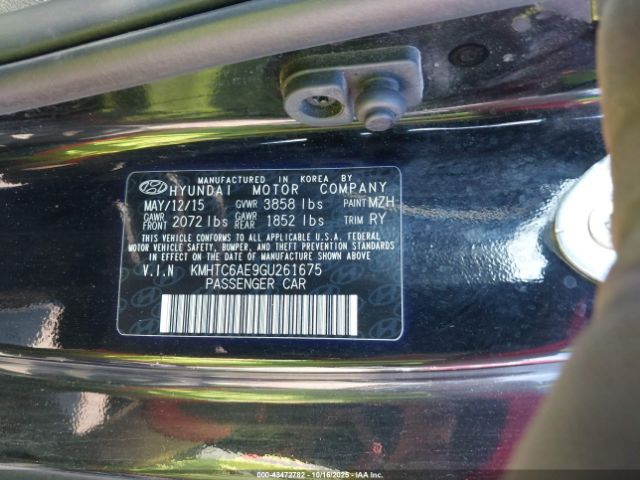 MANUFACTURED IN KOREA BY
HYUNDAI MOTOR COMPANY
MAY/12/15 GVWR 3858 lbs PAINT MZH
GAWR FRONT 2072 lbs GAWR REAR 1852 lbs TRIM RY
THIS VEHICLE CONFORMS TO ALL APPLICABLE U.S.A. FEDERAL
MOTOR VEHICLE SAFETY, BUMPER, AND THEFT PREVENTION
STANDARDS IN EFFECT ON THE DATE OF MANUFACTURE SHOWN ABOVE.
V.I.N KMHTC6AE9GU261675
PASSENGER CAR
000-43472782 - 10/16/2025 - IAA Inc.